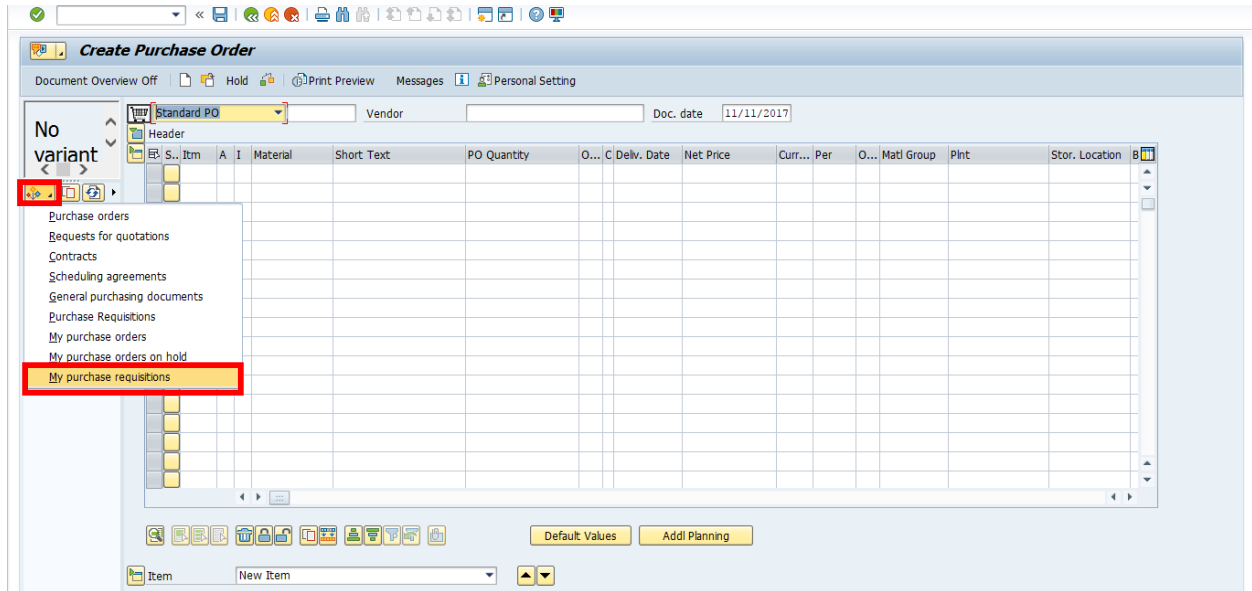 Create Purchase Order
Document Overview Off Hold Print Preview Messages Personal Setting
Standard PO Vendor Doc. date 11/11/2017
No
variant
Header
S.. Itm A I Material Short Text PO Quantity O... C Deliv. Date Net Price Curr... Per O... Matl Group Plnt Stor. Location B
Purchase orders
Requests for quotations
Contracts
Scheduling agreements
General purchasing documents
Purchase Requisitions
My purchase orders
My purchase orders on hold
My purchase requisitions
Default Values Addl Planning
Item New Item